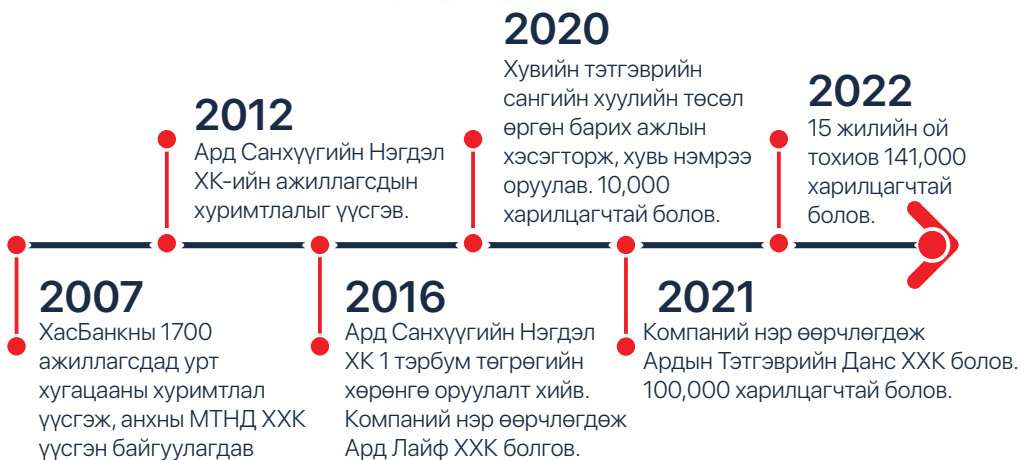 2007
ХасБанкны 1700
ажиллагсдад урт
хугацааны хуримтлал
үүсгэж, анхны МТНД ХХК
үүсгэн байгуулагдав
2012
Ард Санхүүгийн Нэгдэл
ХК-ийн ажиллагсдын
хуримтлалыг үүсгэв.
2016
Ард Санхүүгийн Нэгдэл
ХК 1 тэрбум төгрөгийн
хөрөнгө оруулалт хийв.
Компаний нэр өөрчлөгдөж
Ард Лайф ХХК болгов.
2020
Хувийн тэтгэврийн
сангийн хуулийн төсөл
өргөн барих ажлын
хэсэгторж, хувь нэмрээ
оруулав. 10,000
харилцагчтай болов.
2021
Компаний нэр өөрчлөгдөж
Ардын Тэтгэврийн Данс ХХК болов.
100,000 харилцагчтай болов.
2022
15 жилийн ой
тохиов 141,000
харилцагчтай
болов.